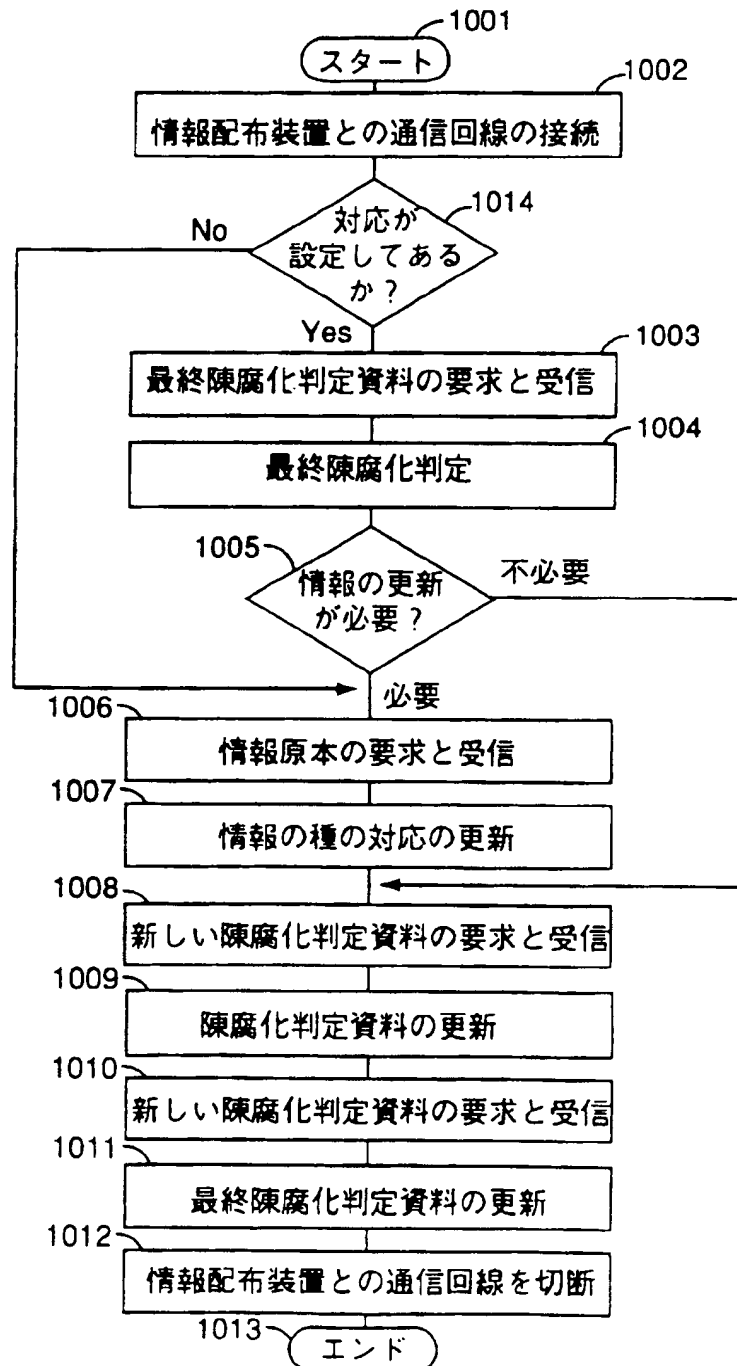 1001
スタート
1002
情報配布装置との通信回線の接続
1014
対応が
設定してある
か？
No
Yes
1003
最終陳腐化判定資料の要求と受信
1004
最終陳腐化判定
1005
情報の更新
が必要？
不必要
必要
1006
情報原本の要求と受信
1007
情報の種の対応の更新
1008
新しい陳腐化判定資料の要求と受信
1009
陳腐化判定資料の更新
1010
新しい陳腐化判定資料の要求と受信
1011
最終陳腐化判定資料の更新
1012
情報配布装置との通信回線を切断
1013
エンド